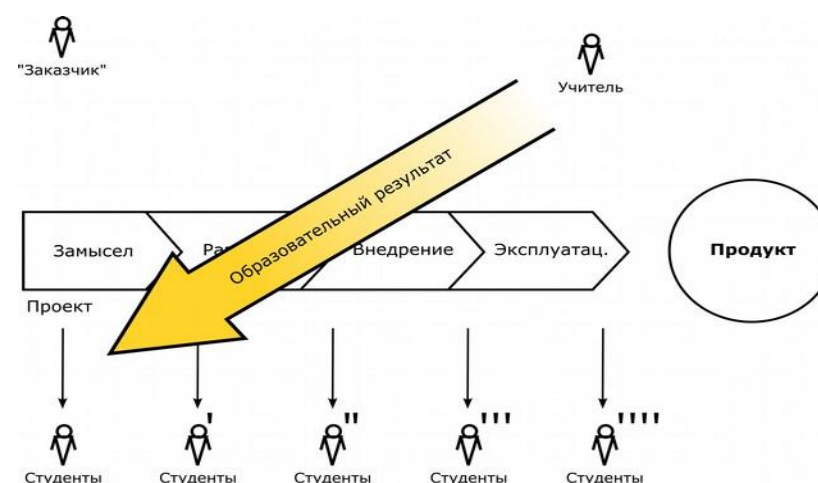 "Заказчик"
Учитель
Образовательный результат
Замысел
Внедрение
Эксплуатац.
Продукт
Проект
' '' ''' ''''
Студенты Студенты Студенты Студенты Студенты